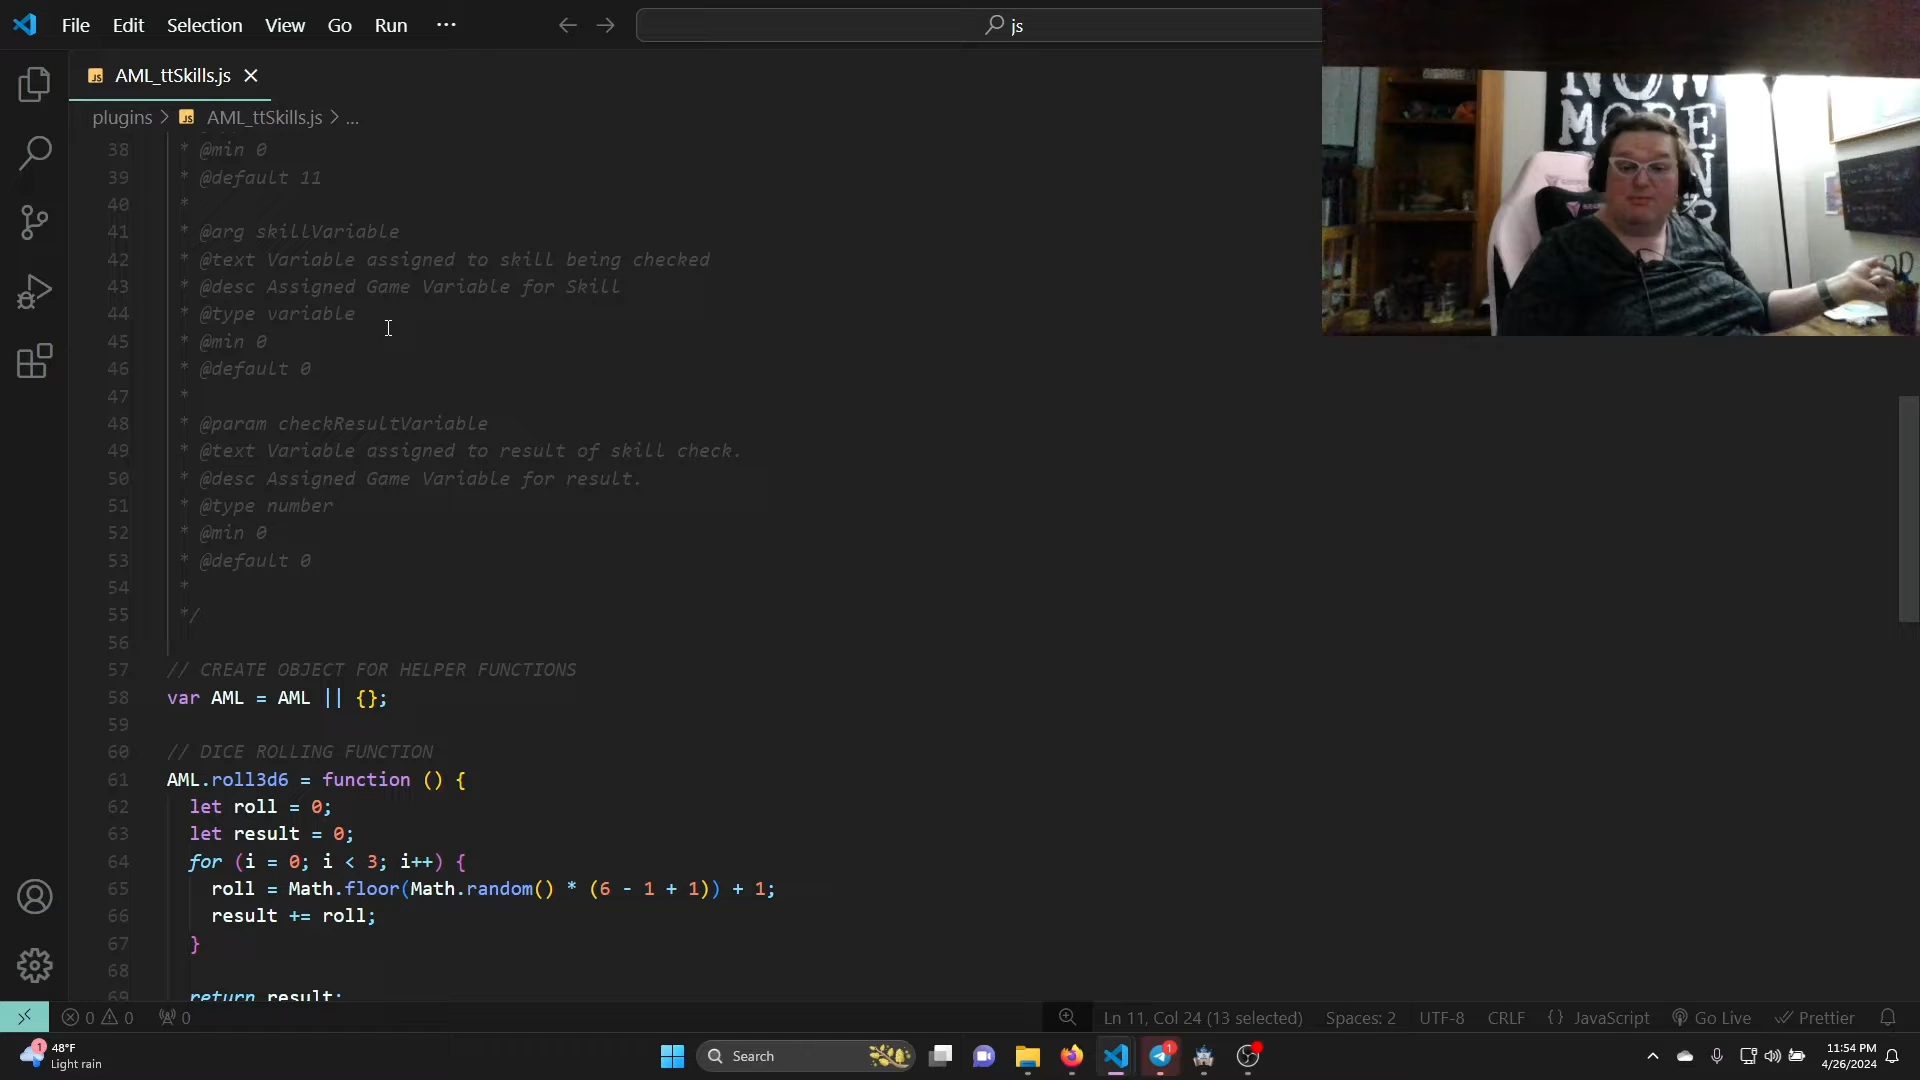 File Edit Selection View Go Run ···
js
JS AML_ttSkills.js
plugins > JS AML_ttSkills.js > ...
38 * @min 0
39 * @default 11
40 *
41 * @arg skillVariable
42 * @text Variable assigned to skill being checked
43 * @desc Assigned Game Variable for Skill
44 * @type variable
45 * @min 0
46 * @default 0
47 *
48 * @param checkResultVariable
49 * @text Variable assigned to result of skill check.
50 * @desc Assigned Game Variable for result.
51 * @type number
52 * @min 0
53 * @default 0
54 *
55 */
56
57 // CREATE OBJECT FOR HELPER FUNCTIONS
58 var AML = AML || {};
59
60 // DICE ROLLING FUNCTION
61 AML.roll3d6 = function () {
62 let roll = 0;
63 let result = 0;
64 for (i = 0; i < 3; i++) {
65 roll = Math.floor(Math.random() * (6 - 1 + 1)) + 1;
66 result += roll;
67 }
68
69 return result;
NOW
MORE
0 0 0 Ln 11, Col 24 (13 selected) Spaces: 2 UTF-8 CRLF {} JavaScript Go Live Prettier
1 48°F
Light rain
Search
1
11:54 PM
4/26/2024